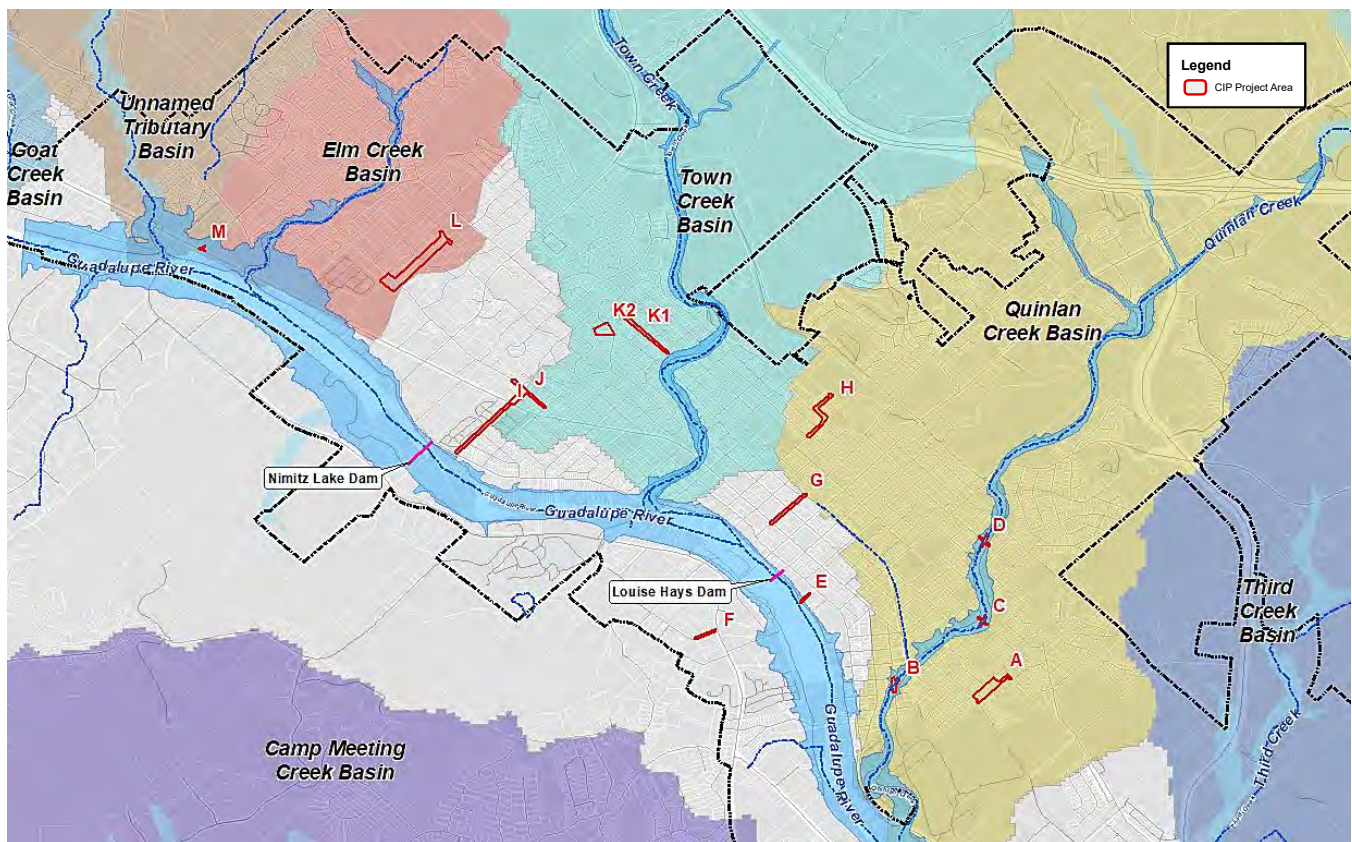 Legend
CIP Project Area
Town Creek
Unnamed
Tributary
Basin
Goat
Creek
Basin
Elm Creek
Basin
Town
Creek
Basin
Quinlan Creek
Quinlan
Creek Basin
M
L
Guadalupe River
K2
K1
J
I
H
Nimitz Lake Dam
G
Guadalupe River
Guadalupe River
D
Louise Hays Dam
E
F
C
Third
Creek
Basin
A
B
Camp Meeting
Creek Basin
Guadalupe River
Third Creek